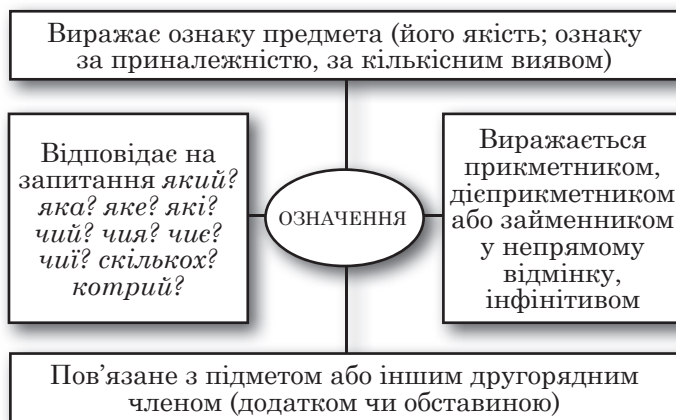 Виражає ознаку предмета (його якість; ознаку
за приналежністю, за кількісним виявом)
Відповідає на
запитання який?
яка? яке? які?
чий? чия? чиє?
чиї? скількох?
котрий?
ОЗНАЧЕННЯ
Виражається
прикметником,
дієприкметником
або займенником
у непрямому
відмінку,
інфінітивом
Пов’язане з підметом або іншим другорядним
членом (додатком чи обставиною)